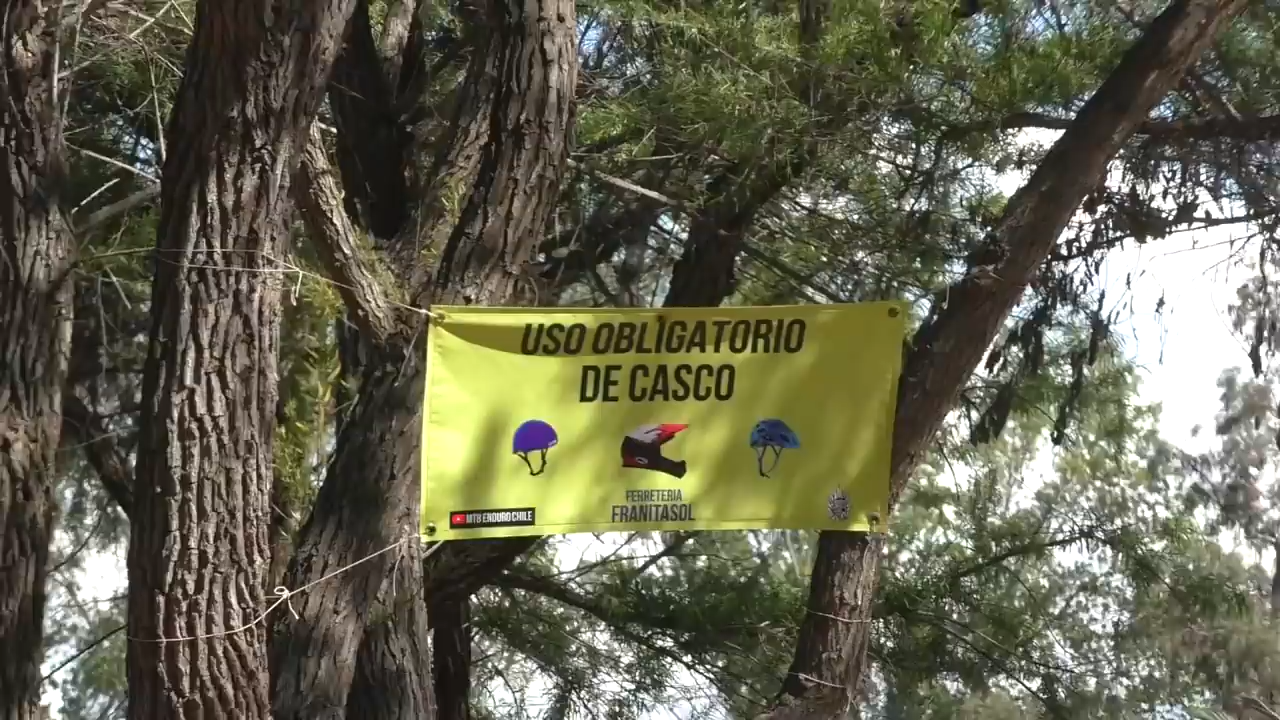 USO OBLIGATORIO
DE CASCO
FERRETERIA
FRANITASOL
MTB ENDURO CHILE